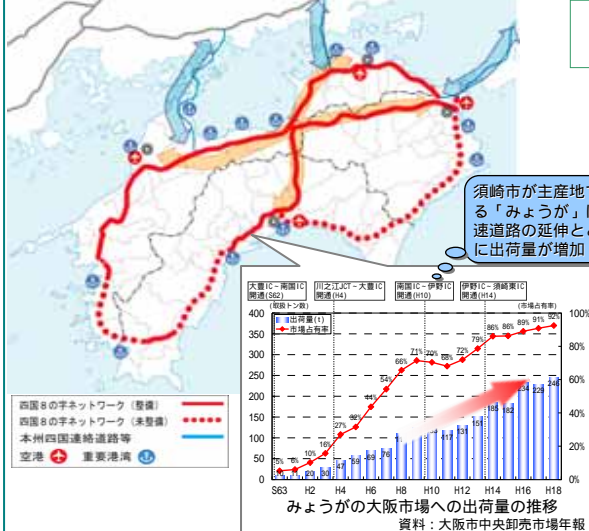 四国８の字ネットワーク（整備）
四国８の字ネットワーク（未整備）
本州四国連絡道路等
空港 重要港湾
須崎市が主産地で
る「みょうが」
速道路の延伸と
に出荷量が増加
大豊IC－南国IC
開通(S62)
川之江JCT－大豊IC
開通(H4)
南国IC－伊野IC
開通(H10)
伊野IC－須崎東IC
開通(H14)
(取扱トン数)
(市場占有率)
出荷量(t)
市場占有率
400
350
300
250
200
150
100
50
0
100%
80%
60%
40%
20%
0%
5% 6% 10% 16% 27% 32% 44% 54% 66% 71% 70% 68% 72% 79% 86% 86% 89% 91% 92%
20 30 47 59 69 76 117 131 151 185 182 234 229 246
S63 H2 H4 H6 H8 H10 H12 H14 H16 H18
みょうがの大阪市場への出荷量の推移
資料：大阪市中央卸売市場年報